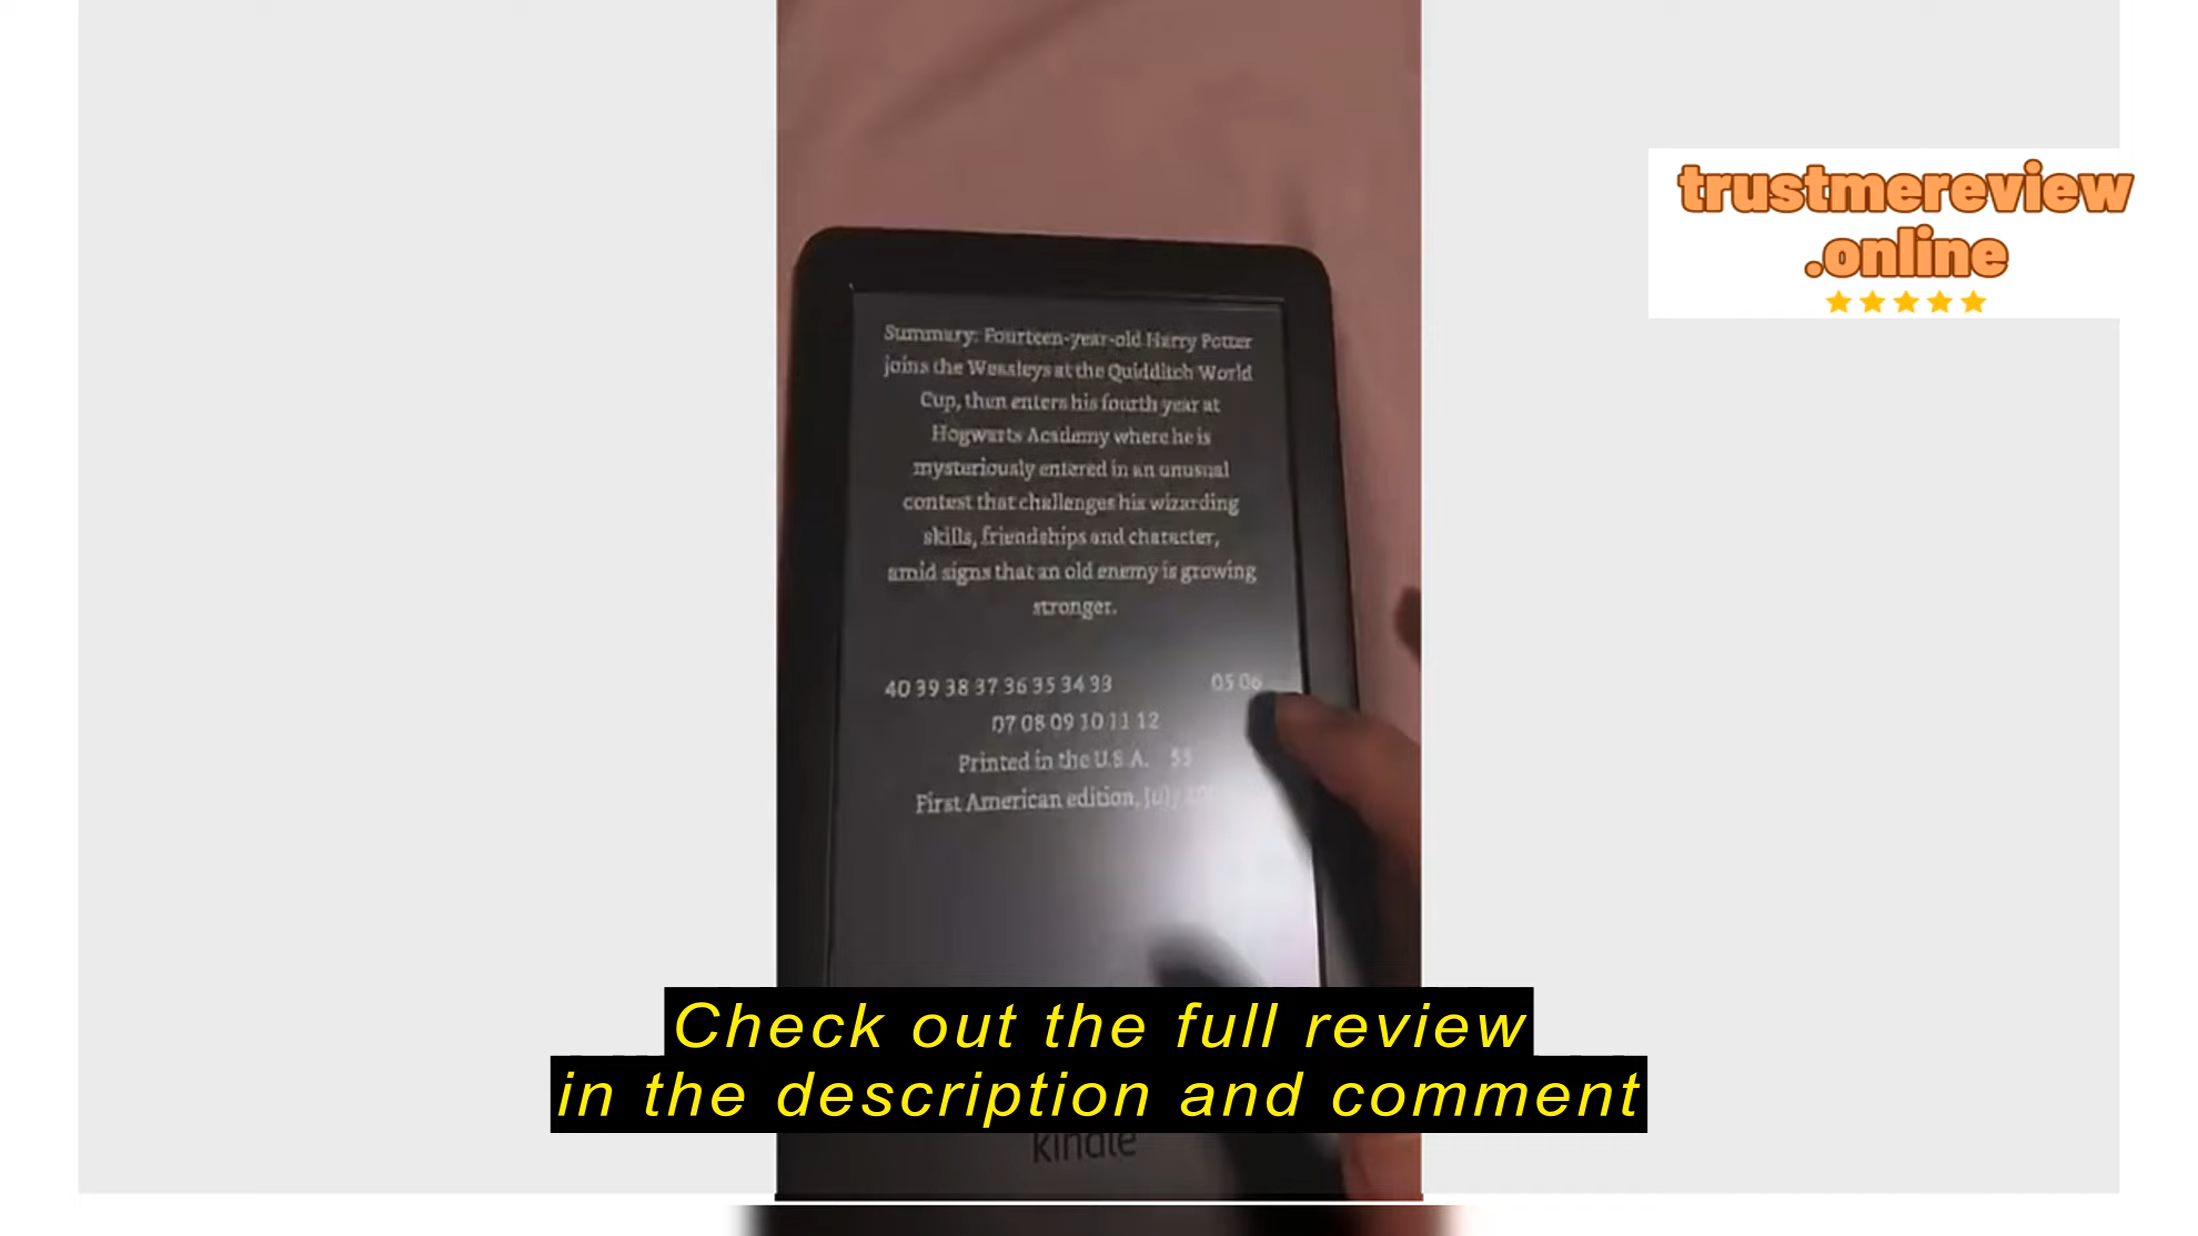 trustmereview
.online
Summary: Fourteen-year-old Harry Potter
joins the Weasleys at the Quidditch World
Cup, then enters his fourth year at
Hogwarts Academy where he is
mysteriously entered in an unusual
contest that challenges his wizarding
skills, friendships and character,
amid signs that an old enemy is growing
stronger.
40 39 38 37 36 35 34 33 05 06
07 08 09 10 11 12
Printed in the U.S.A. 55
First American edition, July
Check out the full review
in the description and comment
kindle